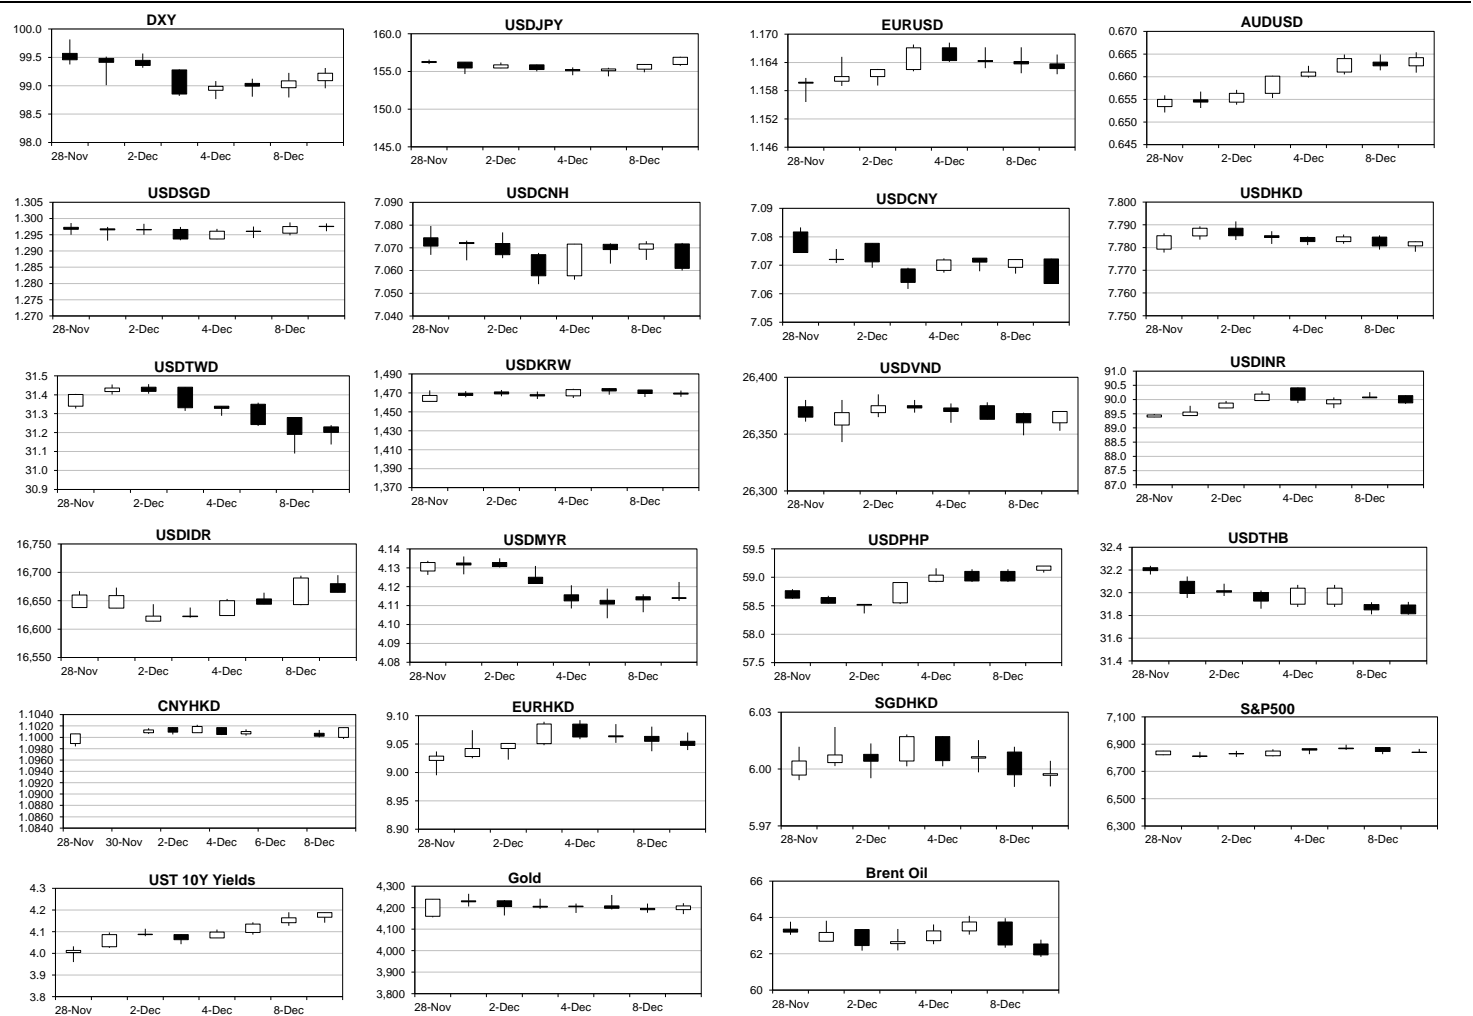 DXY
100.0
99.5
99.0
98.5
98.0
28-Nov 2-Dec 4-Dec 8-Dec
USDJPY
160.0
155.0
150.0
145.0
28-Nov 2-Dec 4-Dec 8-Dec
EURUSD
1.170
1.164
1.158
1.152
1.146
28-Nov 2-Dec 4-Dec 8-Dec
AUDUSD
0.670
0.665
0.660
0.655
0.650
0.645
28-Nov 2-Dec 4-Dec 8-Dec
USDSGD
1.305
1.300
1.295
1.290
1.285
1.280
1.275
1.270
28-Nov 2-Dec 4-Dec 8-Dec
USDCNH
7.090
7.080
7.070
7.060
7.050
7.040
28-Nov 2-Dec 4-Dec 8-Dec
USDCNY
7.09
7.08
7.07
7.06
7.05
28-Nov 2-Dec 4-Dec 8-Dec
USDHKD
7.800
7.790
7.780
7.770
7.760
7.750
28-Nov 2-Dec 4-Dec 8-Dec
USDTWD
31.5
31.4
31.3
31.2
31.1
31.0
30.9
28-Nov 2-Dec 4-Dec 8-Dec
USDKRW
1,490
1,470
1,450
1,430
1,410
1,390
1,370
28-Nov 2-Dec 4-Dec 8-Dec
USDVND
26,400
26,350
26,300
28-Nov 2-Dec 4-Dec 8-Dec
USDINR
91.0
90.5
90.0
89.5
89.0
88.5
88.0
87.5
87.0
28-Nov 2-Dec 4-Dec 8-Dec
USDIDR
16,750
16,700
16,650
16,600
16,550
28-Nov 2-Dec 4-Dec 8-Dec
USDMYR
4.14
4.13
4.12
4.11
4.10
4.09
4.08
28-Nov 2-Dec 4-Dec 8-Dec
USDPHP
59.5
59.0
58.5
58.0
57.5
28-Nov 2-Dec 4-Dec 8-Dec
USDTHB
32.4
32.2
32.0
31.8
31.6
31.4
28-Nov 2-Dec 4-Dec 8-Dec
CNYHKD
1.1040
1.1020
1.1000
1.0980
1.0960
1.0940
1.0920
1.0900
1.0880
1.0860
1.0840
28-Nov 30-Nov 2-Dec 4-Dec 6-Dec 8-Dec
EURHKD
9.10
9.05
9.00
8.95
8.90
28-Nov 2-Dec 4-Dec 8-Dec
SGDHKD
6.03
6.00
5.97
28-Nov 2-Dec 4-Dec 8-Dec
S&P500
7,100
6,900
6,700
6,500
6,300
28-Nov 2-Dec 4-Dec 8-Dec
UST 10Y Yields
4.3
4.2
4.1
4.0
3.9
3.8
28-Nov 2-Dec 4-Dec 8-Dec
Gold
4,300
4,200
4,100
4,000
3,900
3,800
28-Nov 2-Dec 4-Dec 8-Dec
Brent Oil
66
64
62
60
28-Nov 2-Dec 4-Dec 8-Dec